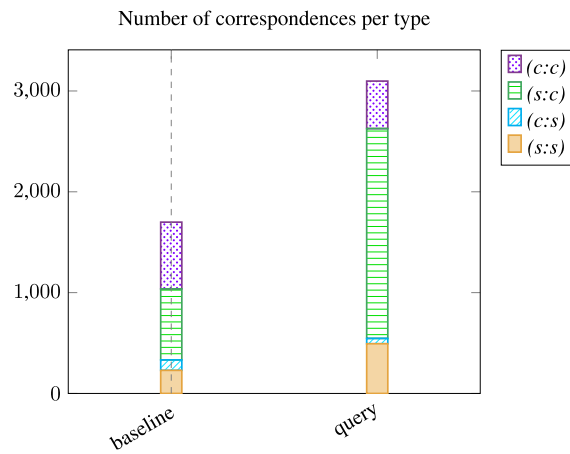 Number of correspondences per type
3,000
2,000
1,000
0
baseline
query
(c:c)
(s:c)
(c:s)
(s:s)